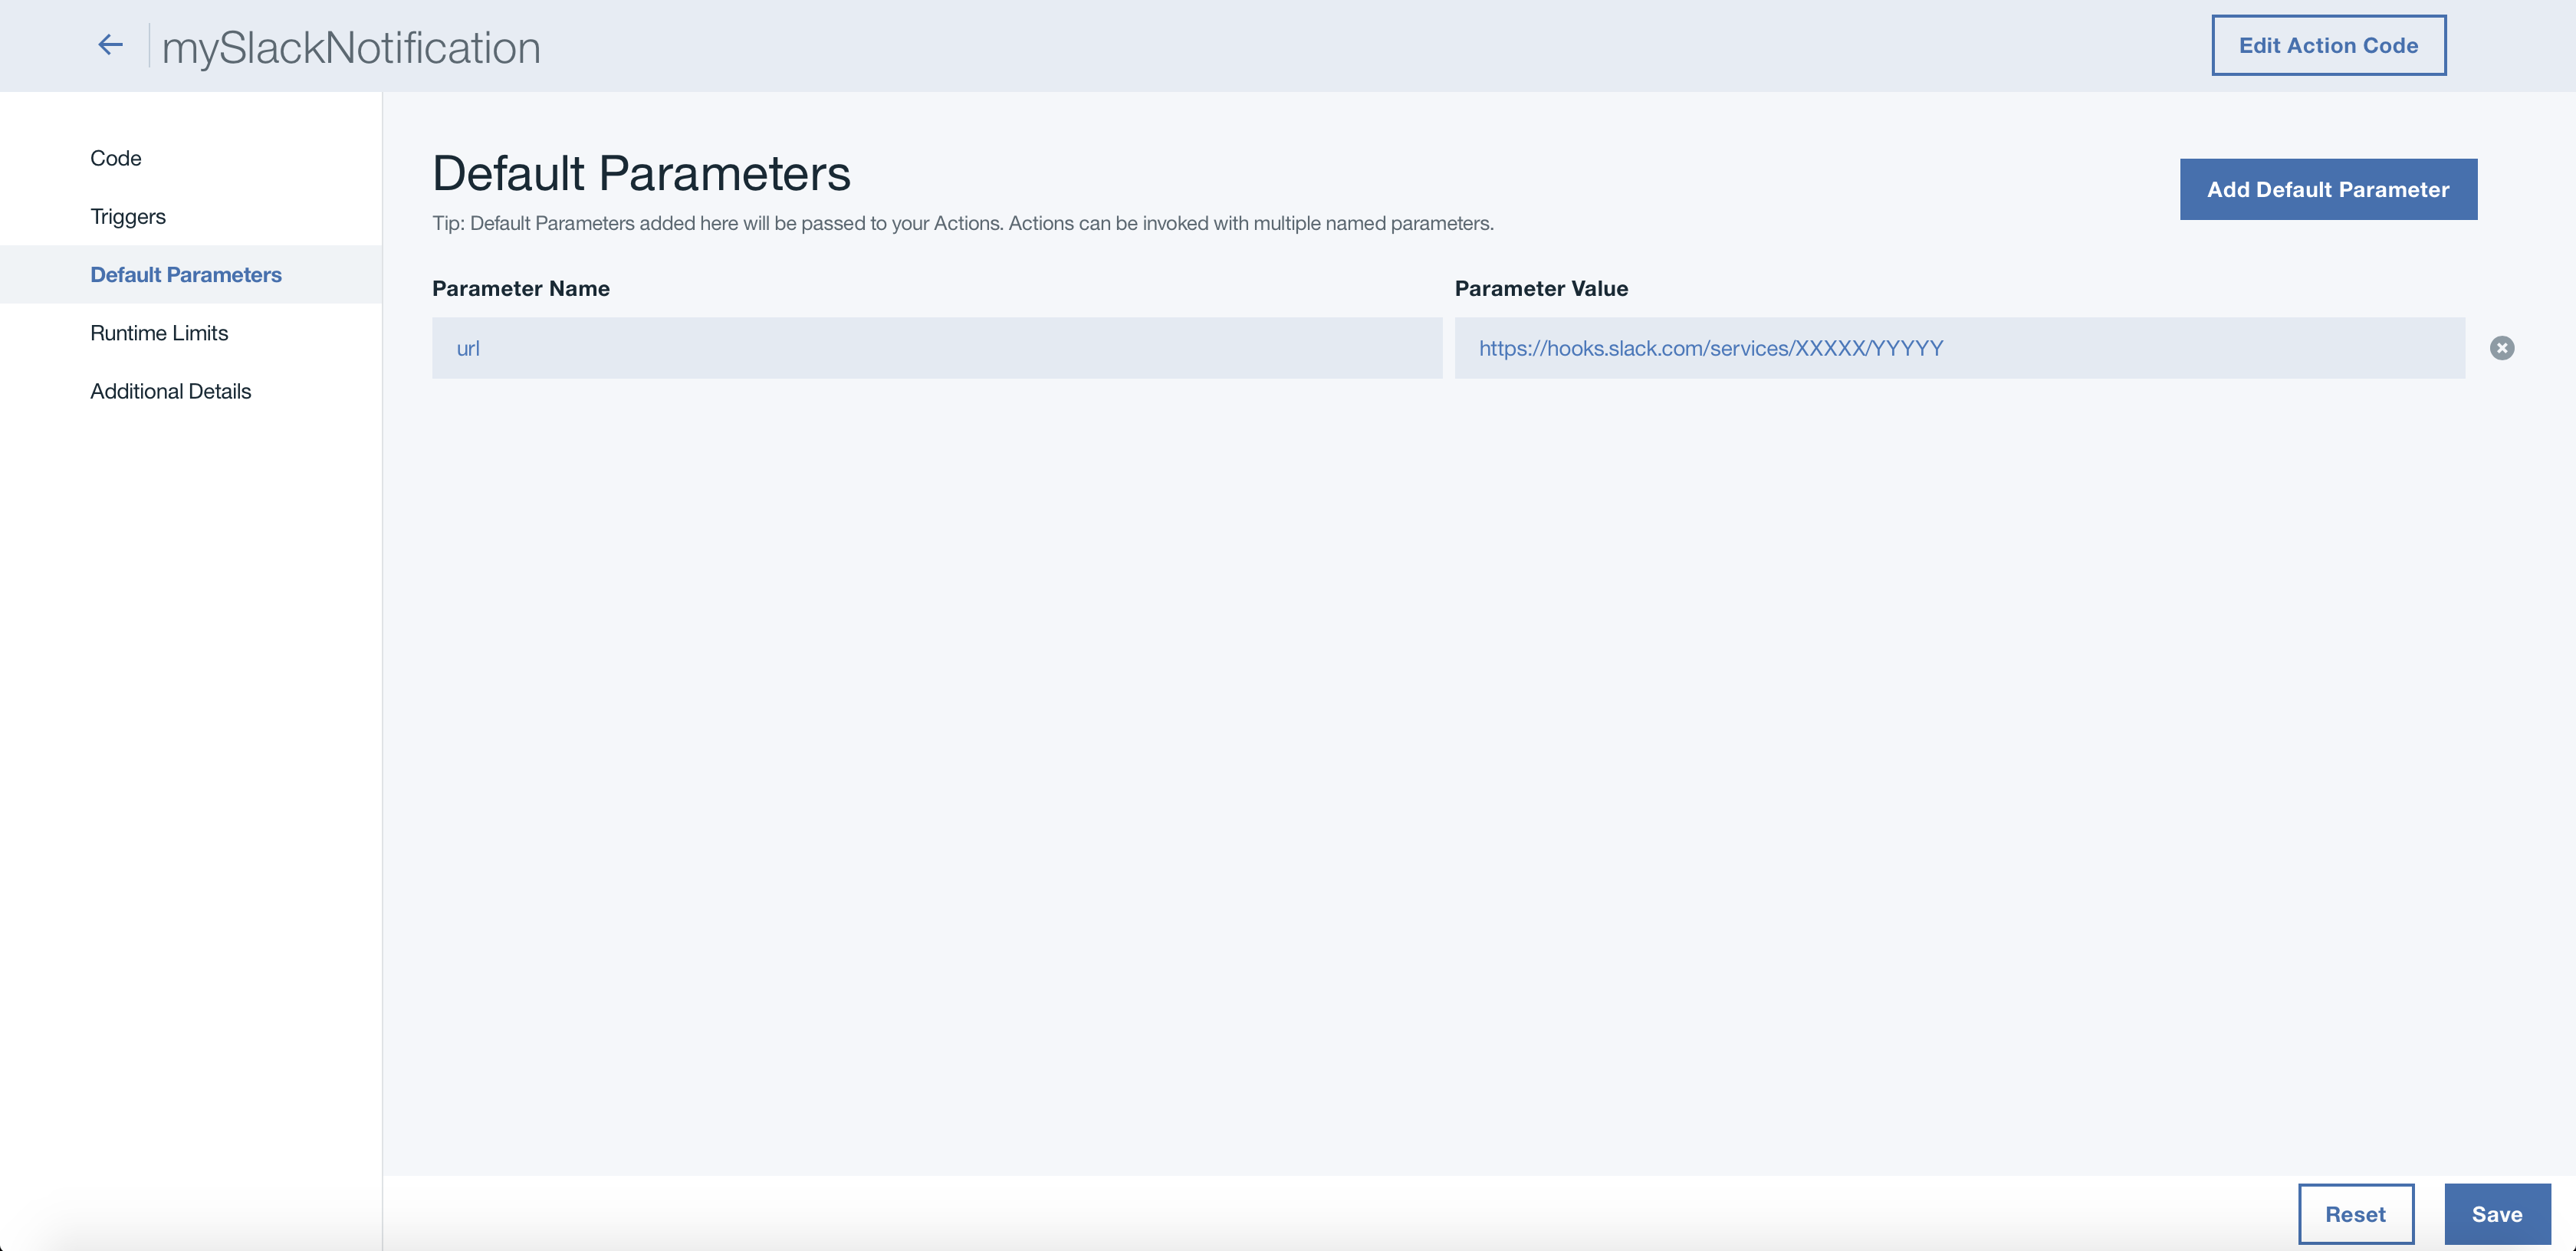 mySlackNotification
Edit Action Code
Code
Triggers
Default Parameters
Runtime Limits
Additional Details
Default Parameters
Add Default Parameter
Tip: Default Parameters added here will be passed to your Actions. Actions can be invoked with multiple named parameters.
Parameter Name
Parameter Value
url
https://hooks.slack.com/services/XXXXX/YYYYY
Reset
Save